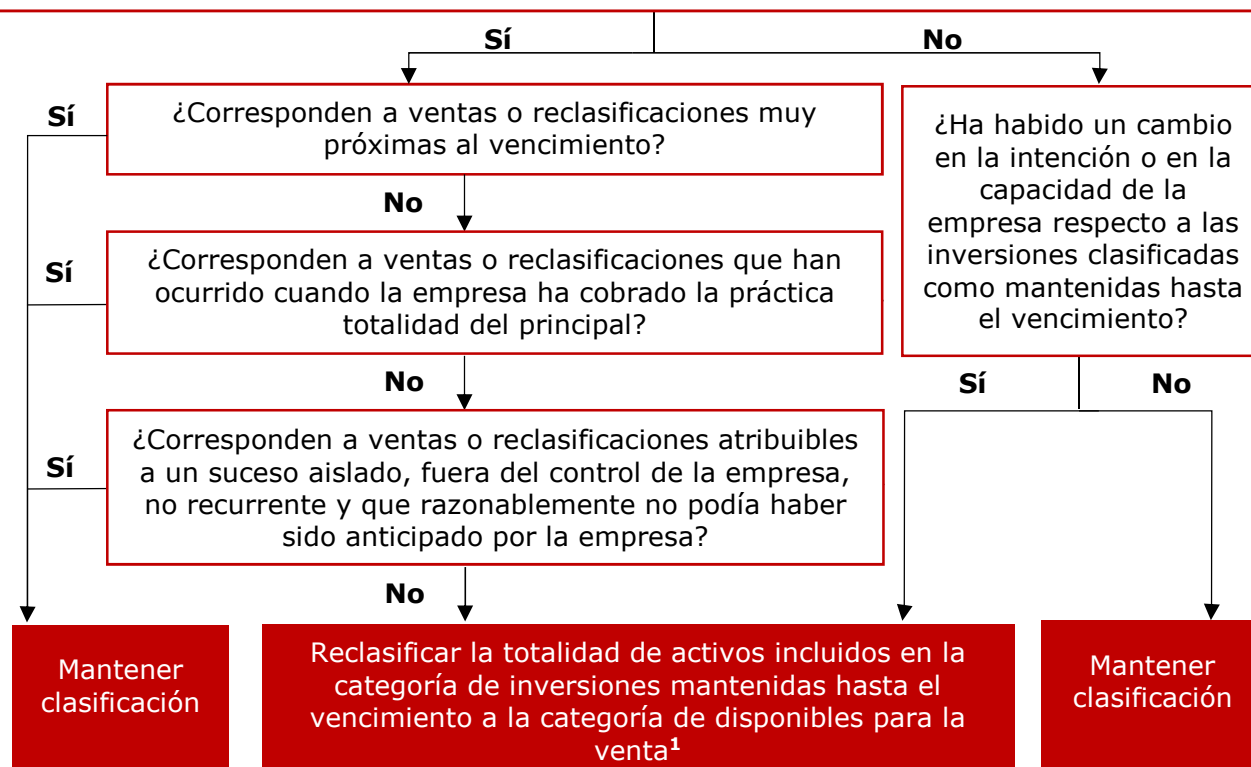 Sí
No
Sí
¿Corresponden a ventas o reclasificaciones muy
próximas al vencimiento?
No
Sí
¿Corresponden a ventas o reclasificaciones que han
ocurrido cuando la empresa ha cobrado la práctica
totalidad del principal?
No
Sí
¿Corresponden a ventas o reclasificaciones atribuibles
a un suceso aislado, fuera del control de la empresa,
no recurrente y que razonablemente no podía haber
sido anticipado por la empresa?
No
¿Ha habido un cambio
en la intención o en la
capacidad de la
empresa respecto a las
inversiones clasificadas
como mantenidas hasta
el vencimiento?
Sí
No
Mantener
clasificación
Reclasificar la totalidad de activos incluidos en la
categoría de inversiones mantenidas hasta el
vencimiento a la categoría de disponibles para la
venta¹
Mantener
clasificación